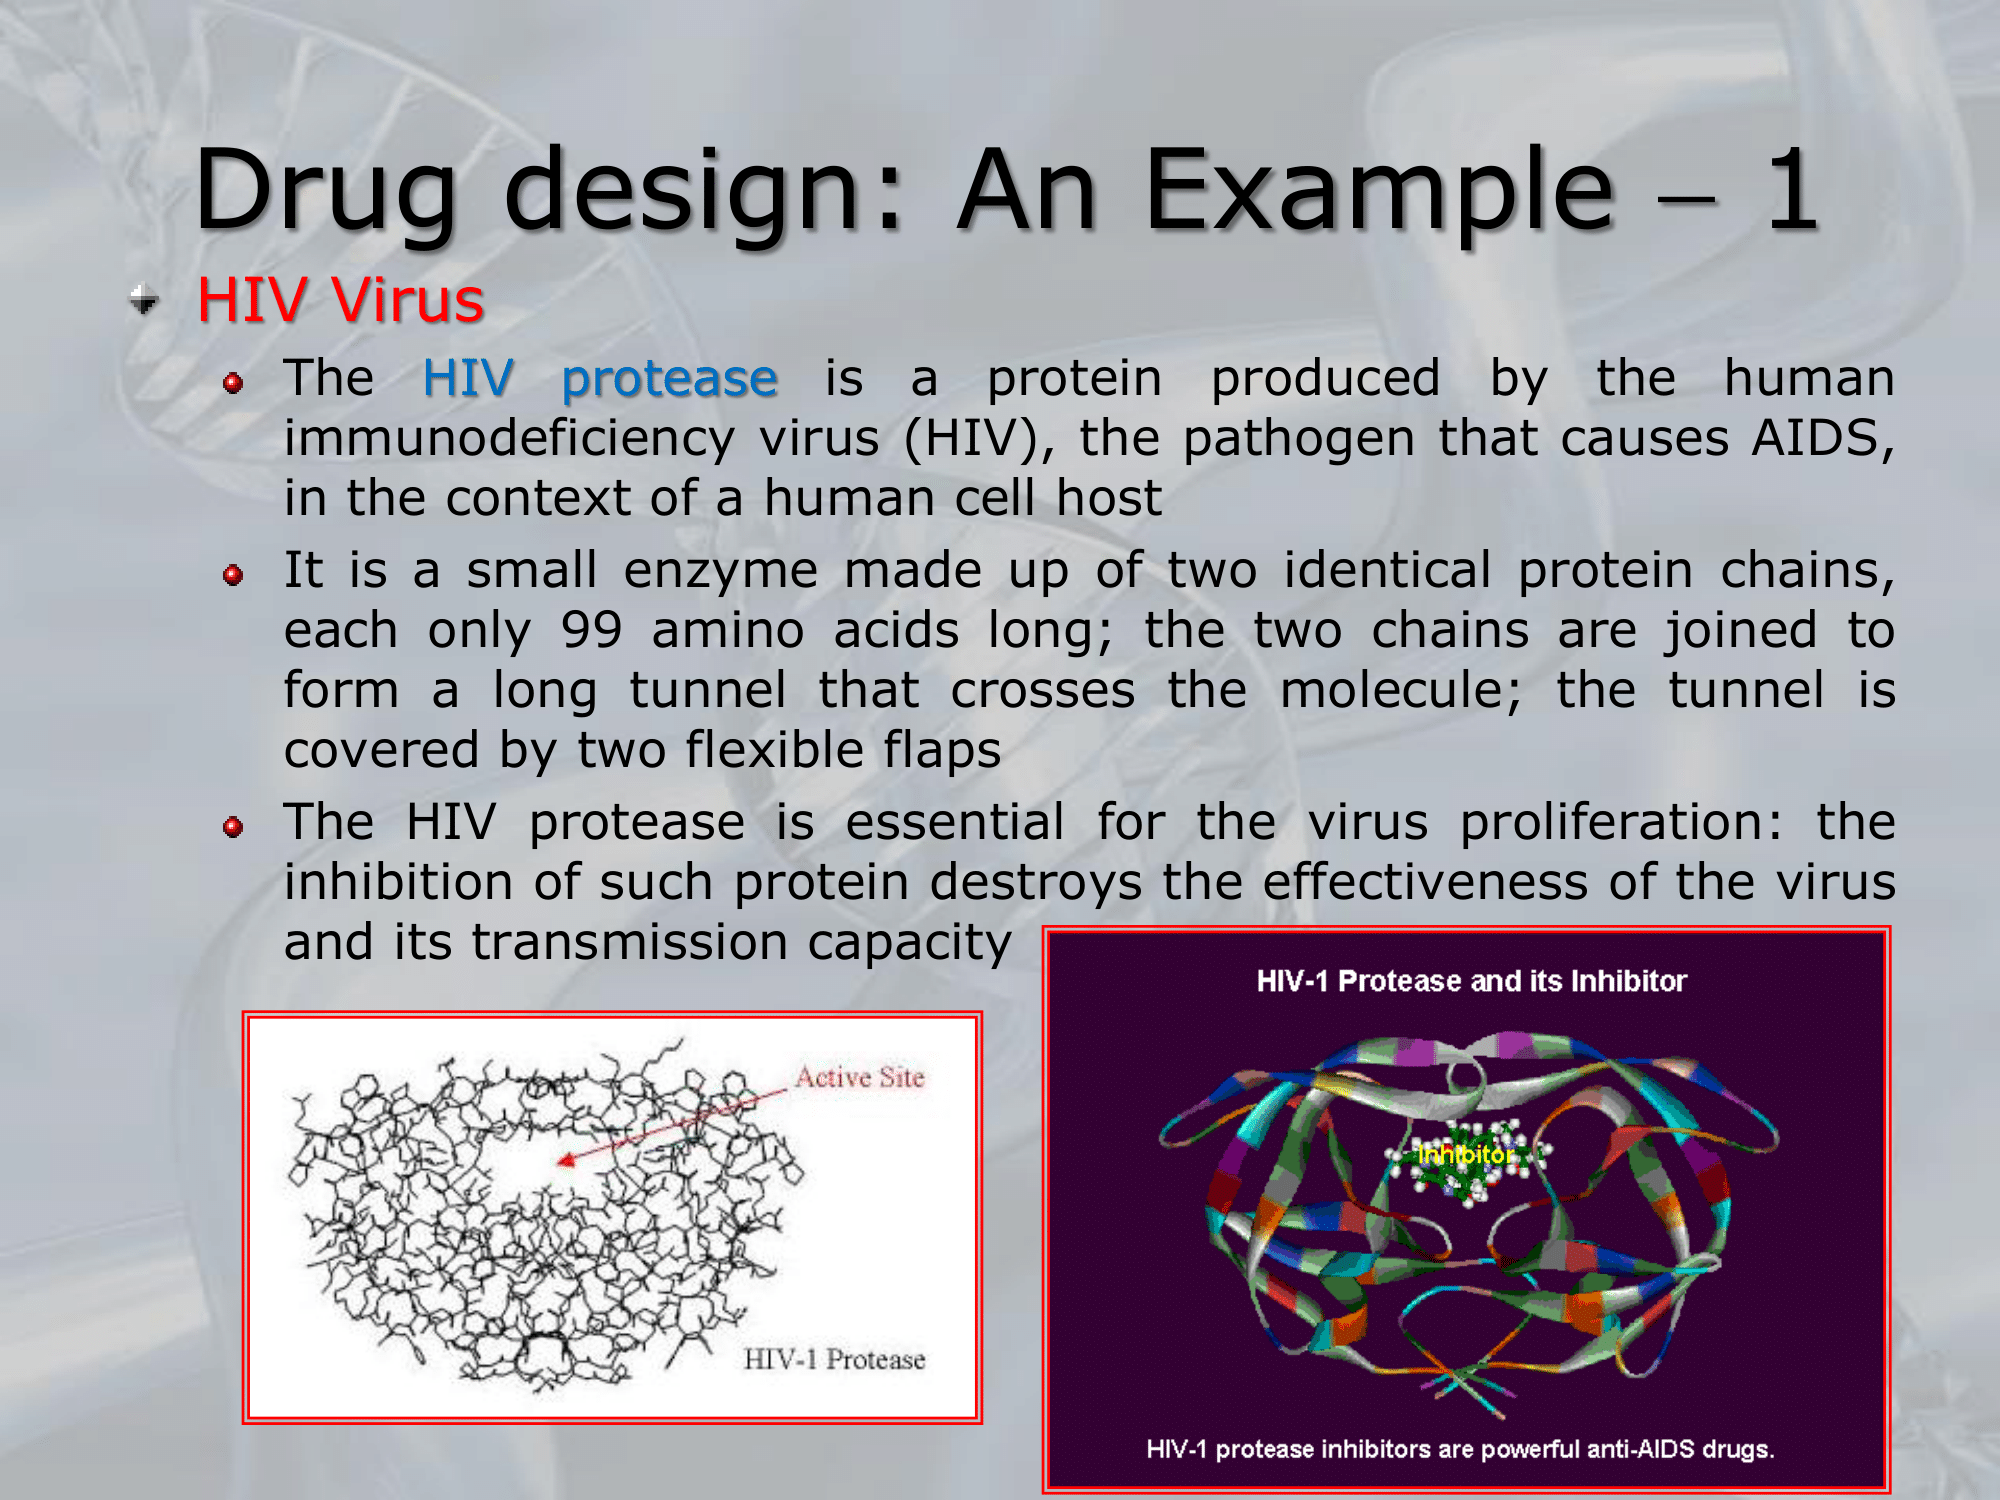 Drug design: An Example – 1
HIV Virus
The HIV protease is a protein produced by the human
immunodeficiency virus (HIV), the pathogen that causes AIDS,
in the context of a human cell host
It is a small enzyme made up of two identical protein chains,
each only 99 amino acids long; the two chains are joined to
form a long tunnel that crosses the molecule; the tunnel is
covered by two flexible flaps
The HIV protease is essential for the virus proliferation: the
inhibition of such protein destroys the effectiveness of the virus
and its transmission capacity
Active Site
HIV-1 Protease
HIV-1 Protease and its Inhibitor
Inhibitor
HIV-1 protease inhibitors are powerful anti-AIDS drugs.